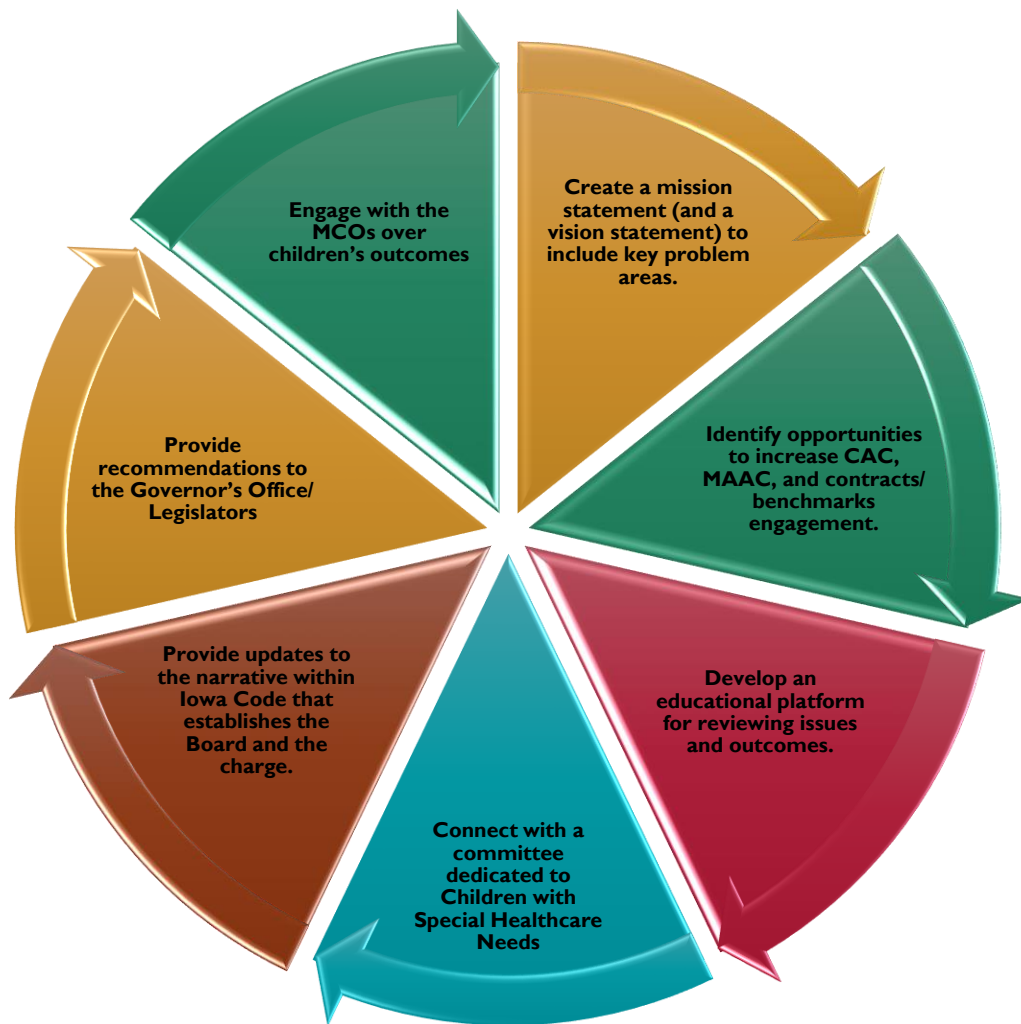 Create a mission
statement (and a
vision statement) to
include key problem
areas.
Identify opportunities
to increase CAC,
MAAC, and contracts/
benchmarks
engagement.
Develop an
educational platform
for reviewing issues
and outcomes.
Connect with a
committee
dedicated to
Children with
Special Healthcare
Needs
Provide updates to
the narrative within
Iowa Code that
establishes the
Board and the
charge.
Provide
recommendations to
the Governor’s Office/
Legislators
Engage with the
MCOs over
children’s outcomes